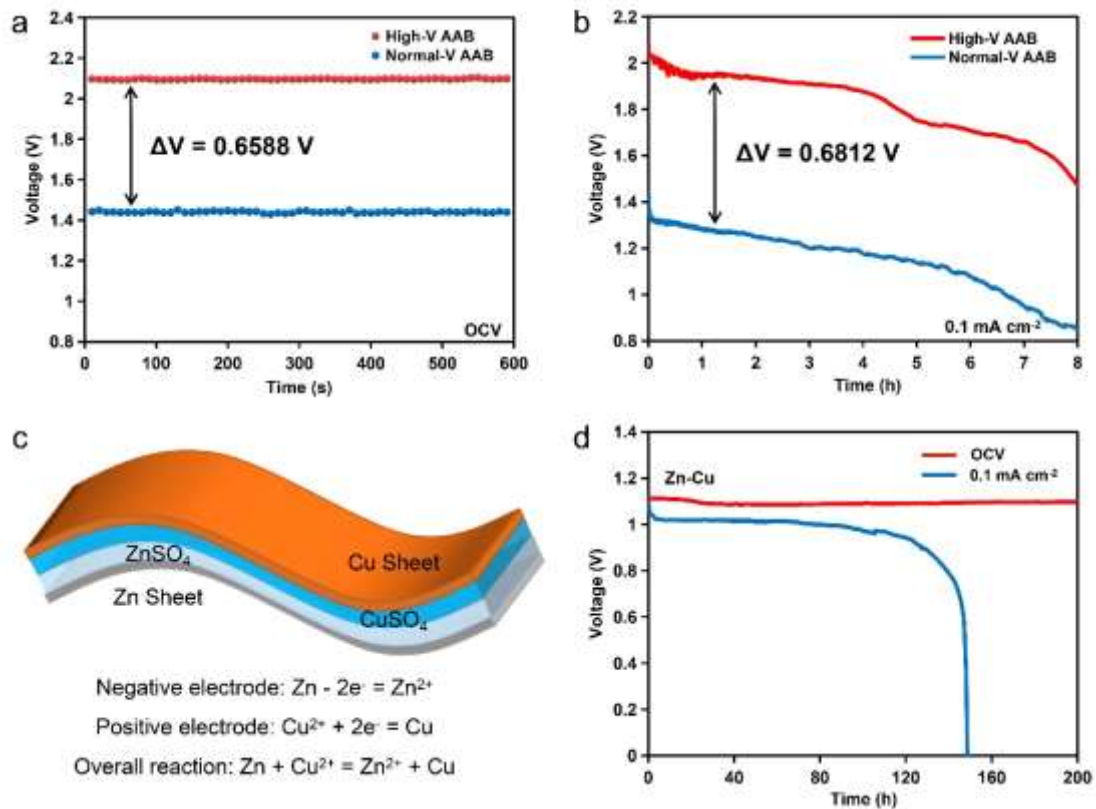 a
2.4
2.2
2
1.8
1.6
1.4
1.2
1
0.8
Voltage (V)
High-V AAB
Normal-V AAB
ΔV = 0.6588 V
OCV
0 100 200 300 400 500 600
Time (s)
b
2.2
2
1.8
1.6
1.4
1.2
1
0.8
Voltage (V)
High-V AAB
Normal-V AAB
ΔV = 0.6812 V
0.1 mA cm⁻²
0 1 2 3 4 5 6 7 8
Time (h)
c
ZnSO₄
Cu Sheet
Zn Sheet
CuSO₄
Negative electrode: Zn - 2e⁻ = Zn²⁺
Positive electrode: Cu²⁺ + 2e⁻ = Cu
Overall reaction: Zn + Cu²⁺ = Zn²⁺ + Cu
d
1.4
1.2
1
0.8
0.6
0.4
0.2
0
Voltage (V)
OCV
0.1 mA cm⁻²
Zn-Cu
0 40 80 120 160 200
Time (h)